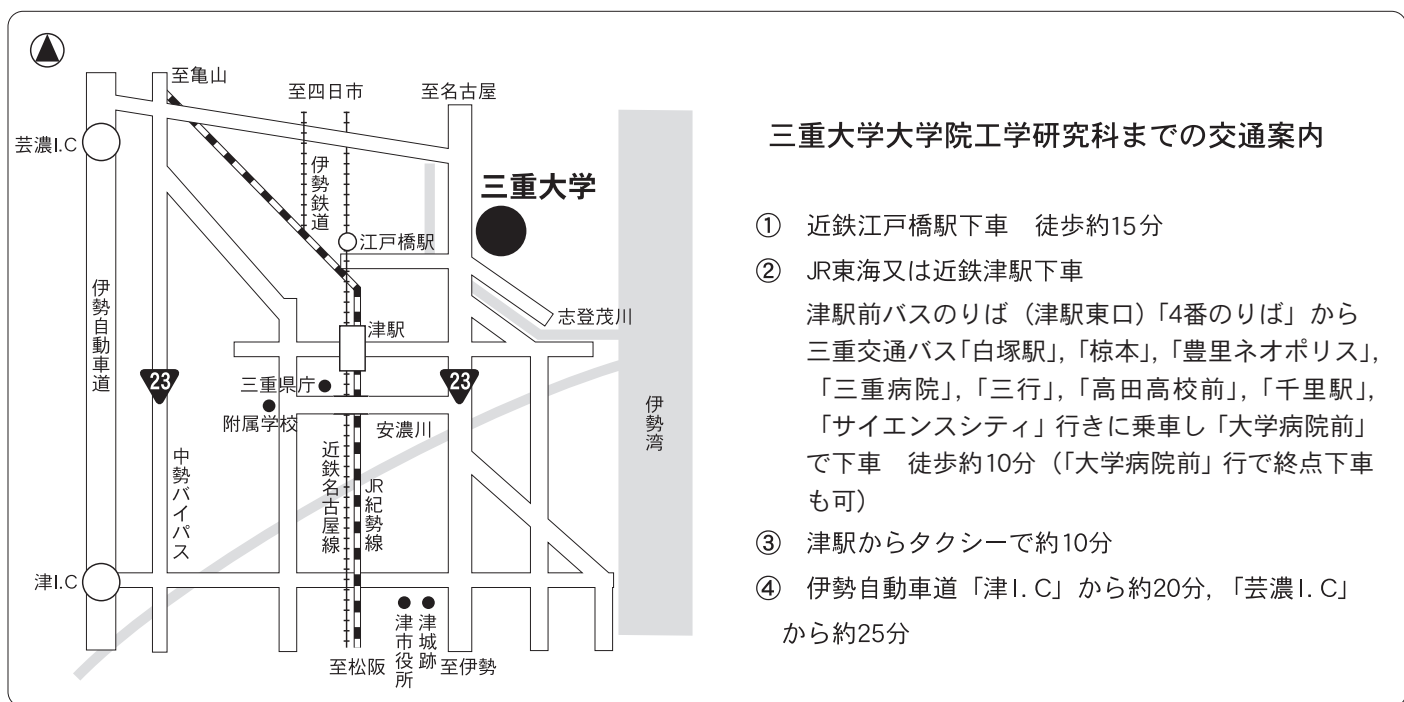 至亀山
至四日市
至名古屋
芸濃I.C
伊勢鉄道
三重大学
江戸橋駅
伊勢自動車道
志登茂川
津駅
23
23
三重県庁
附属学校
安濃川
伊勢湾
中勢バイパス
近鉄名古屋線
JR紀勢線
津I.C
至松阪
津市役所
津城跡
至伊勢
三重大学大学院工学研究科までの交通案内
① 近鉄江戸橋駅下車 徒歩約15分
② JR東海又は近鉄津駅下車
津駅前バスのりば（津駅東口）「4番のりば」から
三重交通バス「白塚駅」，「椋本」，「豊里ネオポリス」，
「三重病院」，「三行」，「高田高校前」，「千里駅」，
「サイエンスシティ」行きに乗車し「大学病院前」
で下車 徒歩約10分（「大学病院前」行で終点下車
も可）
③ 津駅からタクシーで約10分
④ 伊勢自動車道「津I.C」から約20分，「芸濃I.C」
から約25分